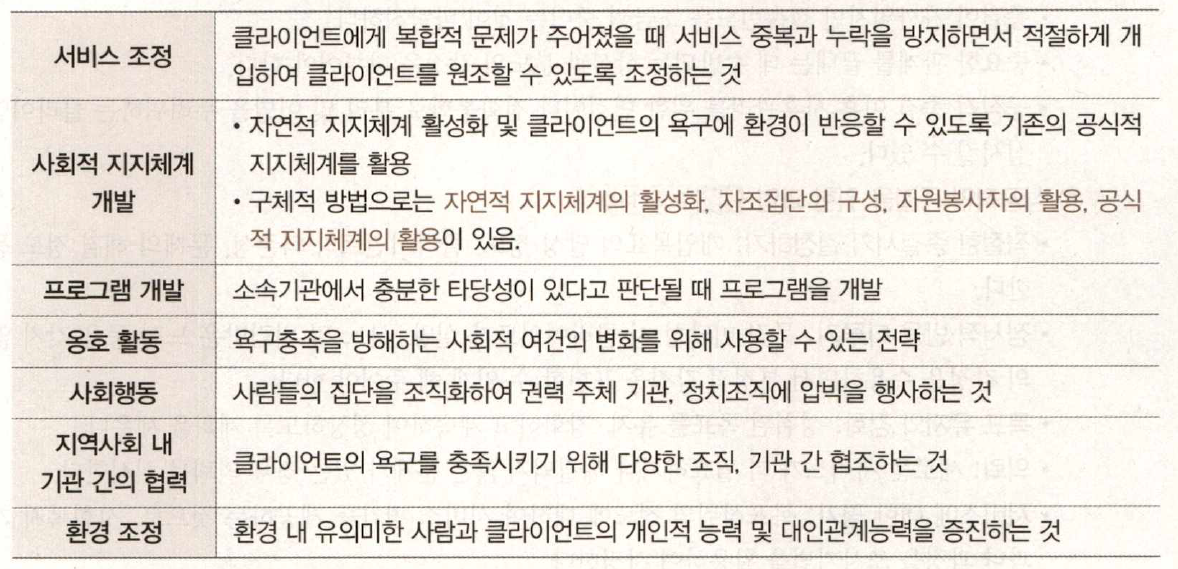 서비스 조정
클라이언트에게 복합적 문제가 주어졌을 때 서비스 중복과 누락을 방지하면서 적절하게 개
입하여 클라이언트를 원조할 수 있도록 조정하는 것
사회적 지지체계
개발
• 자연적 지지체계 활성화 및 클라이언트의 욕구에 환경이 반응할 수 있도록 기존의 공식적
지지체계를 활용
• 구체적 방법으로는 자연적 지지체계의 활성화, 자조집단의 구성, 자원봉사자의 활용, 공식
적 지지체계의 활용이 있음.
프로그램 개발
소속기관에서 충분한 타당성이 있다고 판단될 때 프로그램을 개발
옹호 활동
욕구충족을 방해하는 사회적 여건의 변화를 위해 사용할 수 있는 전략
사회행동
사람들의 집단을 조직화하여 권력 주체 기관, 정치조직에 압박을 행사하는 것
지역사회 내
기관 간의 협력
클라이언트의 욕구를 충족시키기 위해 다양한 조직, 기관 간 협조하는 것
환경 조정
환경 내 유의미한 사람과 클라이언트의 개인적 능력 및 대인관계능력을 증진하는 것